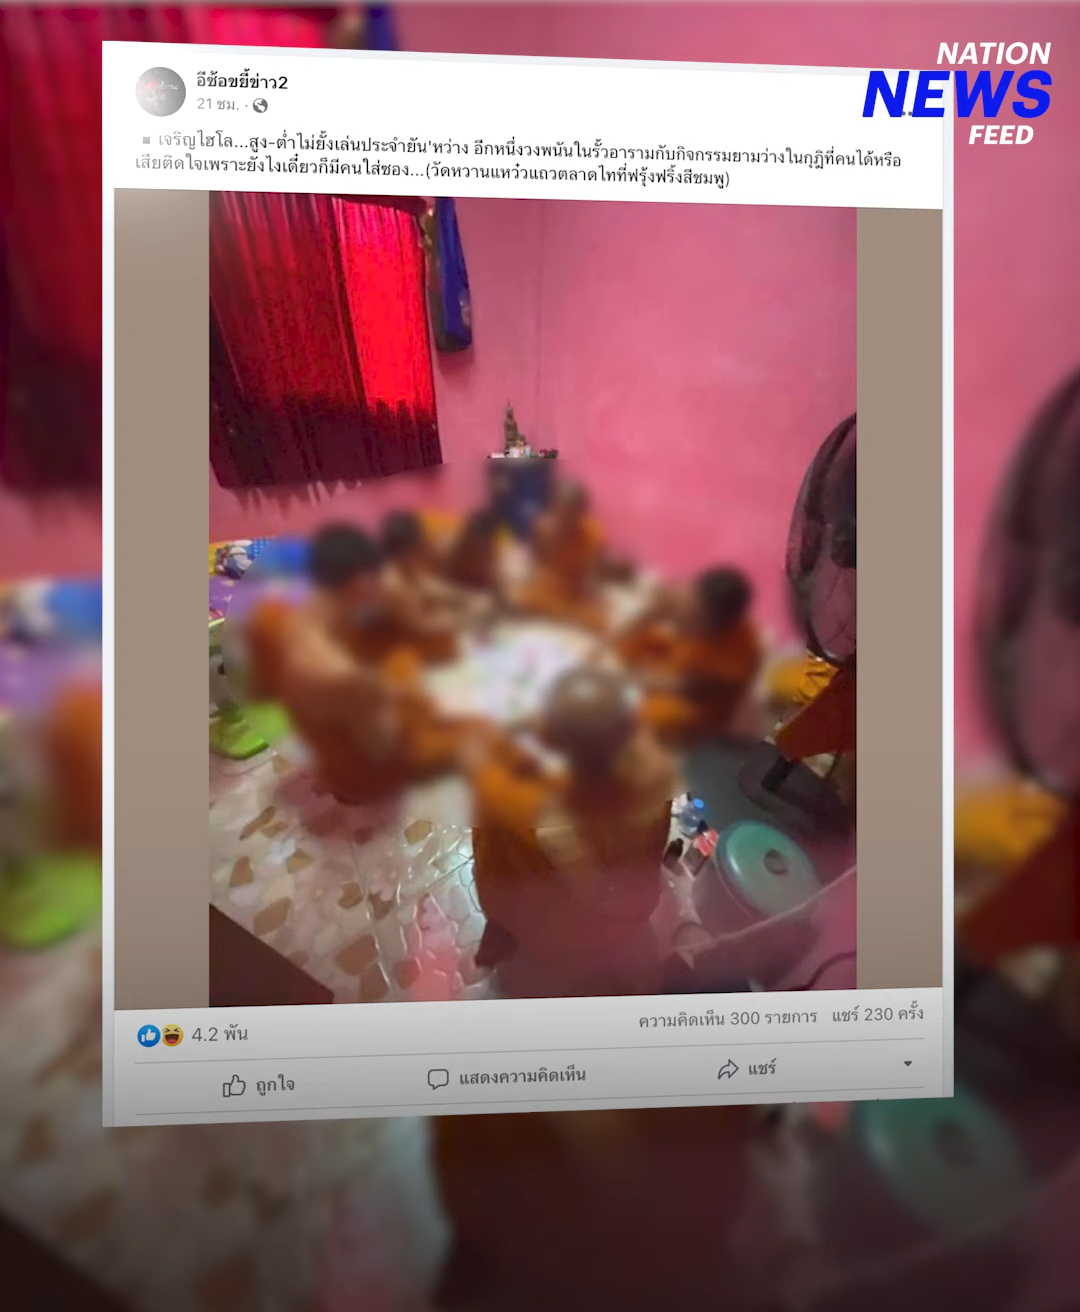 NATION
NEWS
FEED
อีซ้อขยี้ข่าว2
21 ชม. ·
▪ เจริญไฮโล...สูง-ต่ำไม่ยั้งเล่นประจำยัน'หว่าง อีกหนึ่งวงพนันในรั้วอารามกับกิจกรรมยามว่างในกุฎิที่คนได้หรือ
เสียติดใจเพราะยังไงเดี๋ยวก็มีคนใส่ซอง...(วัดหวานแหว๋วแถวตลาดไทที่ฟรุ้งฟริ้งสีชมพู)
4.2 พัน ความคิดเห็น 300 รายการ แชร์ 230 ครั้ง
ถูกใจ แสดงความคิดเห็น แชร์